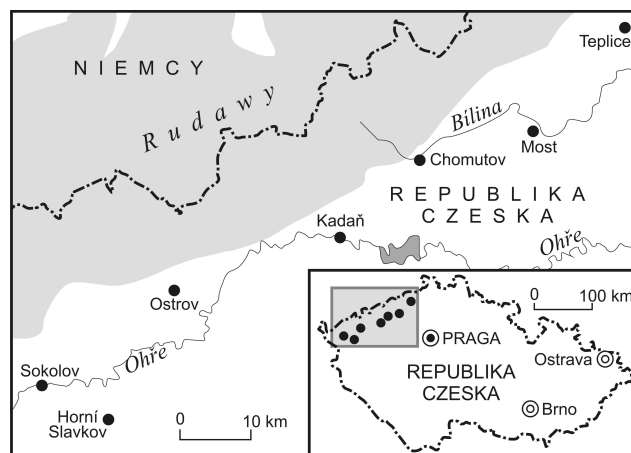 Teplice
NIEMCY
Rudawy
Bílina
Most
Chomutov
REPUBLIKA
CZESKA
Kadaň
Ohře
Ostrov
0 100 km
PRAGA
Ohře
Ostrava
REPUBLIKA
CZESKA
Sokolov
Brno
Horní
Slavkov
0 10 km